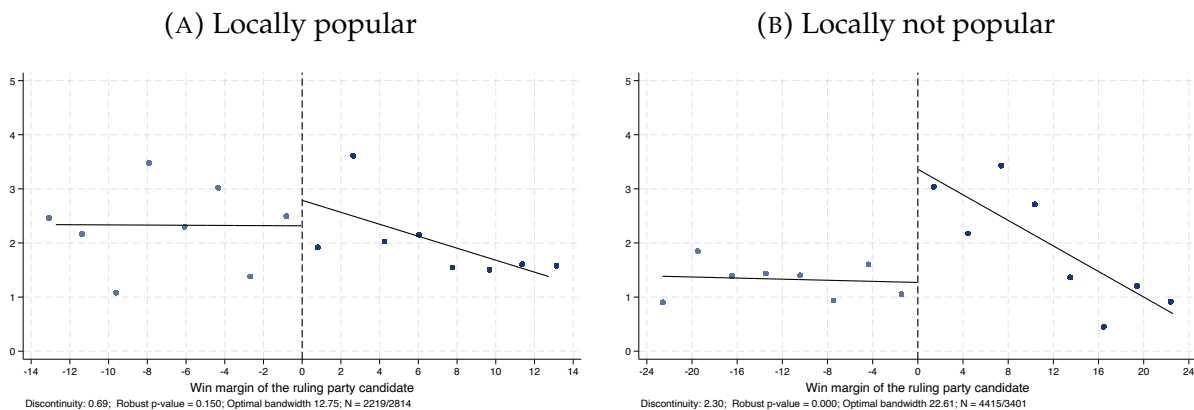 (A) Locally popular
5
4
3
2
1
0
-14 -12 -10 -8 -6 -4 -2 0 2 4 6 8 10 12 14
Win margin of the ruling party candidate
Discontinuity: 0.69; Robust p-value = 0.150; Optimal bandwidth 12.75; N = 2219/2814
(B) Locally not popular
5
4
3
2
1
0
-24 -20 -16 -12 -8 -4 0 4 8 12 16 20 24
Win margin of the ruling party candidate
Discontinuity: 2.30; Robust p-value = 0.000; Optimal bandwidth 22.61; N = 4415/3401